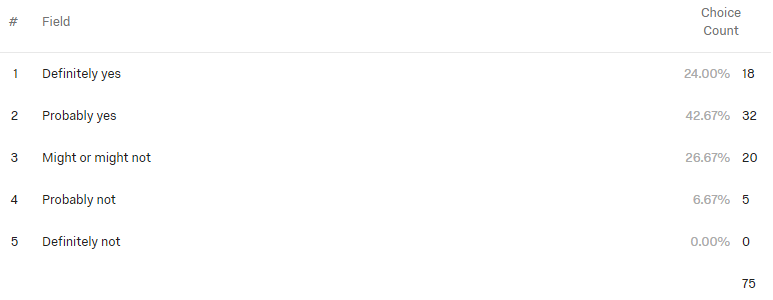 # Field Choice Count
1 Definitely yes 24.00% 18
2 Probably yes 42.67% 32
3 Might or might not 26.67% 20
4 Probably not 6.67% 5
5 Definitely not 0.00% 0
75